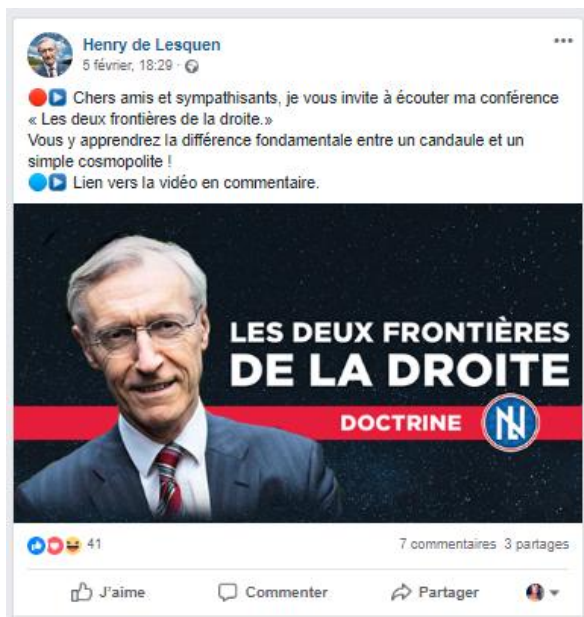 Henry de Lesquen
5 février, 18:29 ·
Chers amis et sympathisants, je vous invite à écouter ma conférence
« Les deux frontières de la droite.»
Vous y apprendrez la différence fondamentale entre un candaule et un
simple cosmopolite !
Lien vers la vidéo en commentaire.
LES DEUX FRONTIÈRES
DE LA DROITE
DOCTRINE NL
41 7 commentaires 3 partages
J'aime Commenter Partager